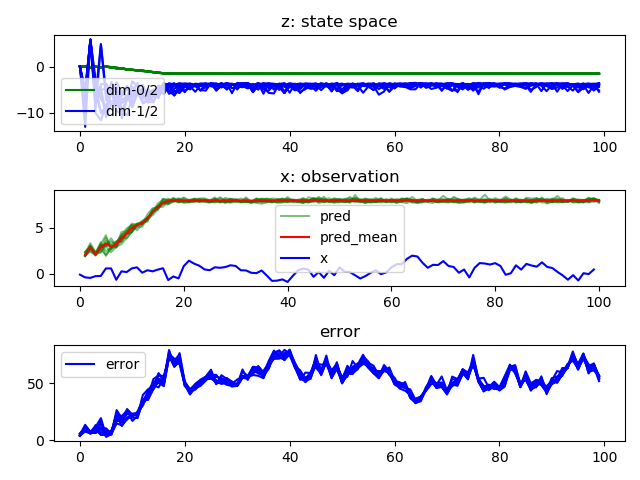 z: state space
0
−10
dim-0/2
dim-1/2
0 20 40 60 80 100
x: observation
5
0
pred
pred_mean
x
0 20 40 60 80 100
error
50
0
error
0 20 40 60 80 100